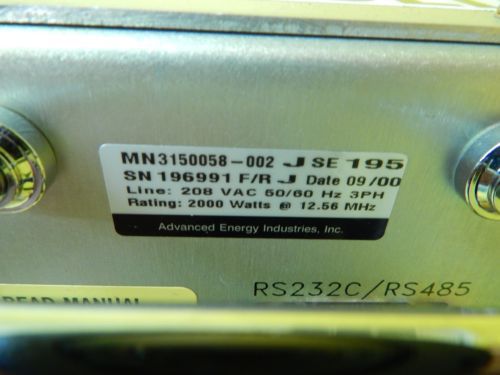 MN3150058-002 J SE 195
SN 196991 F/R J Date 09/00
Line: 208 VAC 50/60 Hz 3PH
Rating: 2000 Watts @ 12.56 MHz
Advanced Energy Industries, Inc.
RS232C/RS485
READ MANUAL